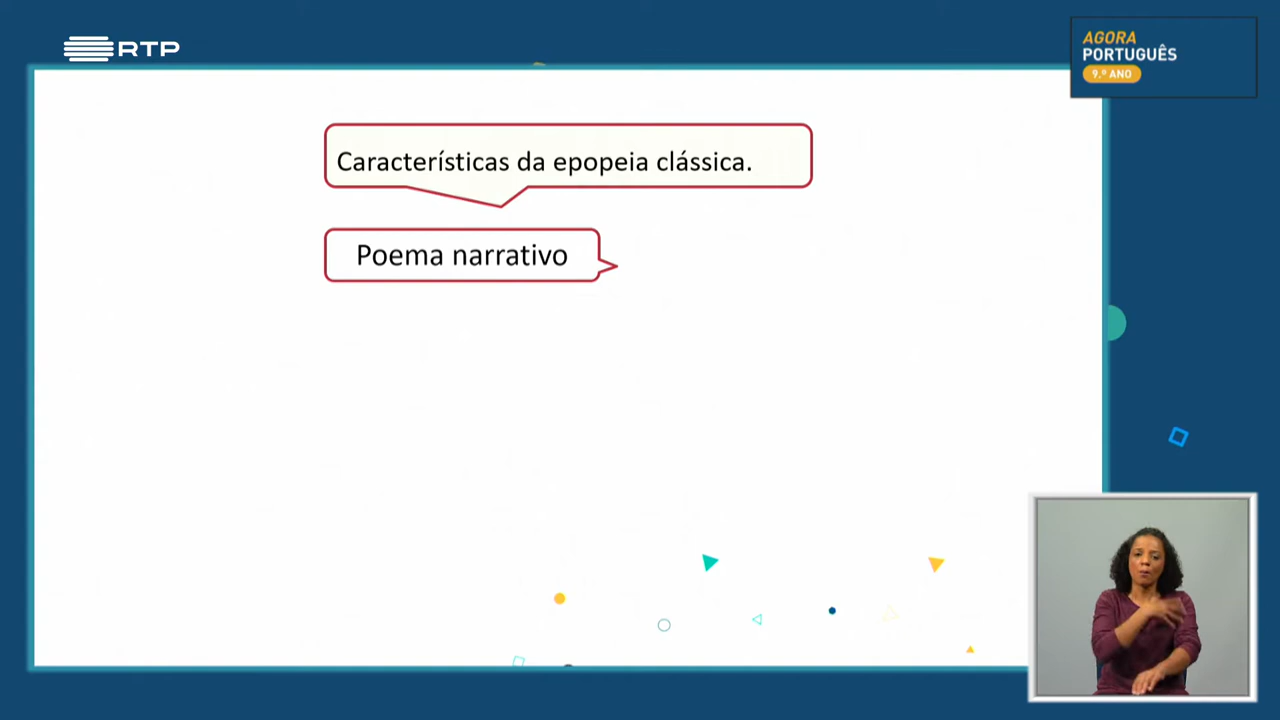 RTP
AGORA
PORTUGUÊS
9.º ANO
Características da epopeia clássica.
Poema narrativo